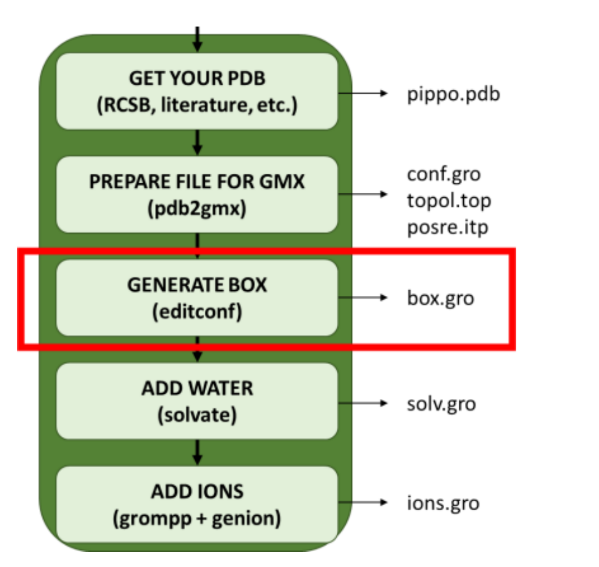 GET YOUR PDB
(RCSB, literature, etc.)
pippo.pdb
PREPARE FILE FOR GMX
(pdb2gmx)
conf.gro
topol.top
posre.itp
GENERATE BOX
(editconf)
box.gro
ADD WATER
(solvate)
solv.gro
ADD IONS
(grompp + genion)
ions.gro